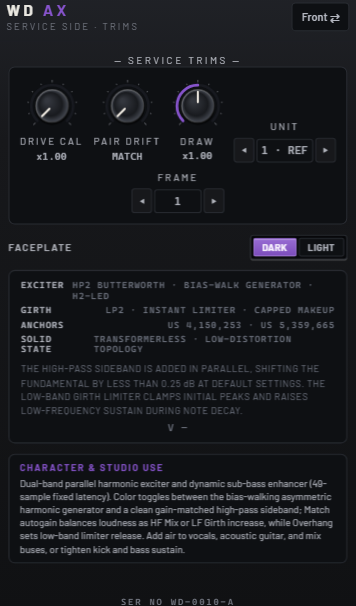 WD AX
SERVICE SIDE · TRIMS
Front ⇄
— SERVICE TRIMS —
DRIVE CAL
x1.00
PAIR DRIFT
MATCH
DRAW
x1.00
UNIT
◂ 1 · REF ▸
FRAME
◂ 1 ▸
FACEPLATE
DARK LIGHT
EXCITER HP2 BUTTERWORTH · BIAS-WALK GENERATOR ·
H2-LED
GIRTH LP2 · INSTANT LIMITER · CAPPED MAKEUP
ANCHORS US 4,150,253 · US 5,359,665
SOLID TRANSFORMERLESS · LOW-DISTORTION
STATE TOPOLOGY
THE HIGH-PASS SIDEBAND IS ADDED IN PARALLEL, SHIFTING THE
FUNDAMENTAL BY LESS THAN 0.25 dB AT DEFAULT SETTINGS. THE
LOW-BAND GIRTH LIMITER CLAMPS INITIAL PEAKS AND RAISES
LOW-FREQUENCY SUSTAIN DURING NOTE DECAY.
V —
CHARACTER & STUDIO USE
Dual-band parallel harmonic exciter and dynamic sub-bass enhancer (49-
sample fixed latency). Color toggles between the bias-walking asymmetric
harmonic generator and a clean gain-matched high-pass sideband; Match
autogain balances loudness as HF Mix or LF Girth increase, while Overhang
sets low-band limiter release. Add air to vocals, acoustic guitar, and mix
buses, or tighten kick and bass sustain.
SER NO WD-0010-A